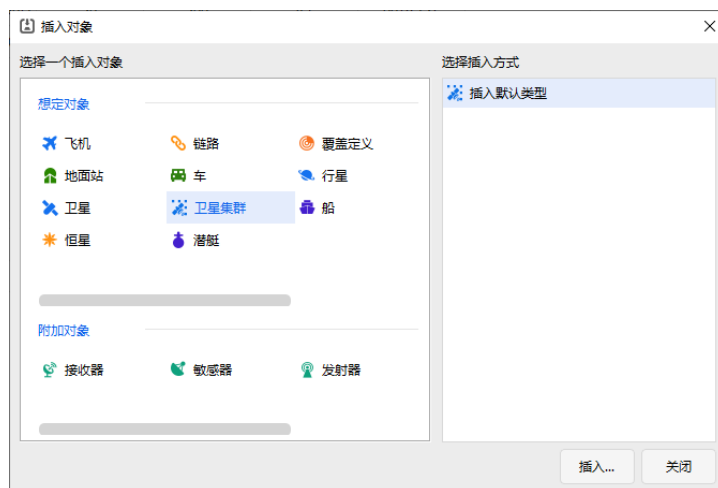 插入对象
选择一个插入对象
选择插入方式
想定对象
飞机 链路 覆盖定义
地面站 车 行星
卫星 卫星集群 船
恒星 潜艇
附加对象
接收器 敏感器 发射器
插入默认类型
插入... 关闭